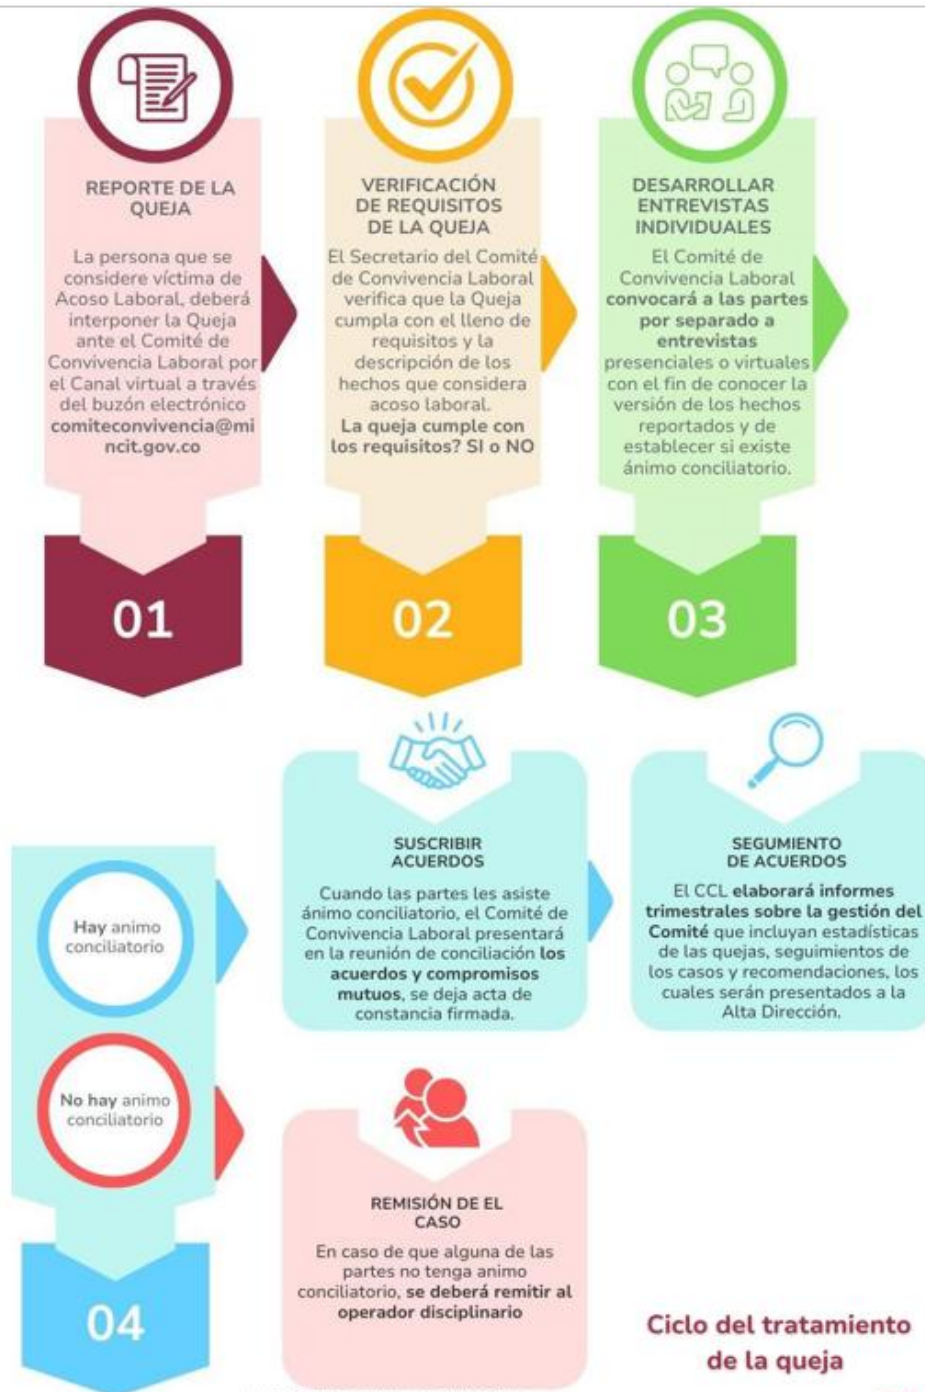 REPORTE DE LA
QUEJA
La persona que se
considere víctima de
Acoso Laboral, deberá
interponer la Queja
ante el Comité de
Convivencia Laboral por
el Canal virtual a través
del buzón electrónico
comiteconvivencia@mi
ncit.gov.co
01
VERIFICACIÓN
DE REQUISITOS
DE LA QUEJA
El Secretario del Comité
de Convivencia Laboral
verifica que la Queja
cumpla con el lleno de
requisitos y la
descripción de los
hechos que considera
acoso laboral.
La queja cumple con
los requisitos? SI o NO
02
DESARROLLAR
ENTREVISTAS
INDIVIDUALES
El Comité de
Convivencia Laboral
convocará a las partes
por separado a
entrevistas
presenciales o virtuales
con el fin de conocer la
versión de los hechos
reportados y de
establecer si existe
ánimo conciliatorio.
03
Hay animo
conciliatorio
No hay animo
conciliatorio
04
SUSCRIBIR
ACUERDOS
Cuando las partes les asiste
ánimo conciliatorio, el Comité de
Convivencia Laboral presentará
en la reunión de conciliación los
acuerdos y compromisos
mutuos, se deja acta de
constancia firmada.
SEGUMIENTO
DE ACUERDOS
El CCL elaborará informes
trimestrales sobre la gestión del
Comité que incluyan estadísticas
de las quejas, seguimientos de
los casos y recomendaciones, los
cuales serán presentados a la
Alta Dirección.
REMISIÓN DE EL
CASO
En caso de que alguna de las
partes no tenga animo
conciliatorio, se deberá remitir al
operador disciplinario
Ciclo del tratamiento
de la queja